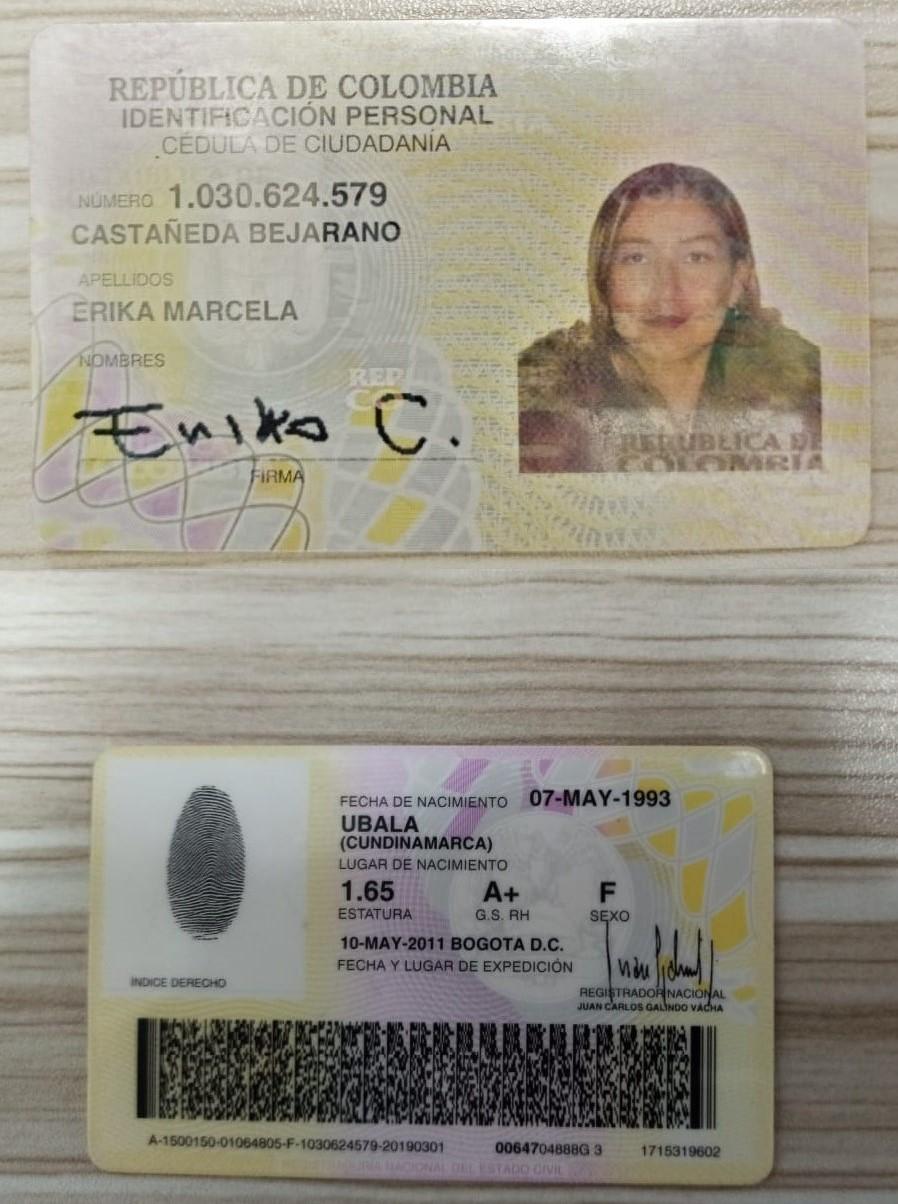 REPÚBLICA DE COLOMBIA
IDENTIFICACIÓN PERSONAL
CÉDULA DE CIUDADANÍA
NÚMERO 1.030.624.579
CASTAÑEDA BEJARANO
APELLIDOS
ERIKA MARCELA
NOMBRES
Erika C.
FIRMA
REPÚBLICA DE
COLOMBIA
FECHA DE NACIMIENTO 07-MAY-1993
UBALA
(CUNDINAMARCA)
LUGAR DE NACIMIENTO
1.65 A+ F
ESTATURA G.S. RH SEXO
10-MAY-2011 BOGOTA D.C.
FECHA Y LUGAR DE EXPEDICIÓN
INDICE DERECHO
REGISTRADOR NACIONAL
JUAN CARLOS GALINDO VACHA
A-1500150-01064805-F-1030624579-20190301 0064704888G 3 1715319602
NACIONAL DEL ESTADO CIVIL